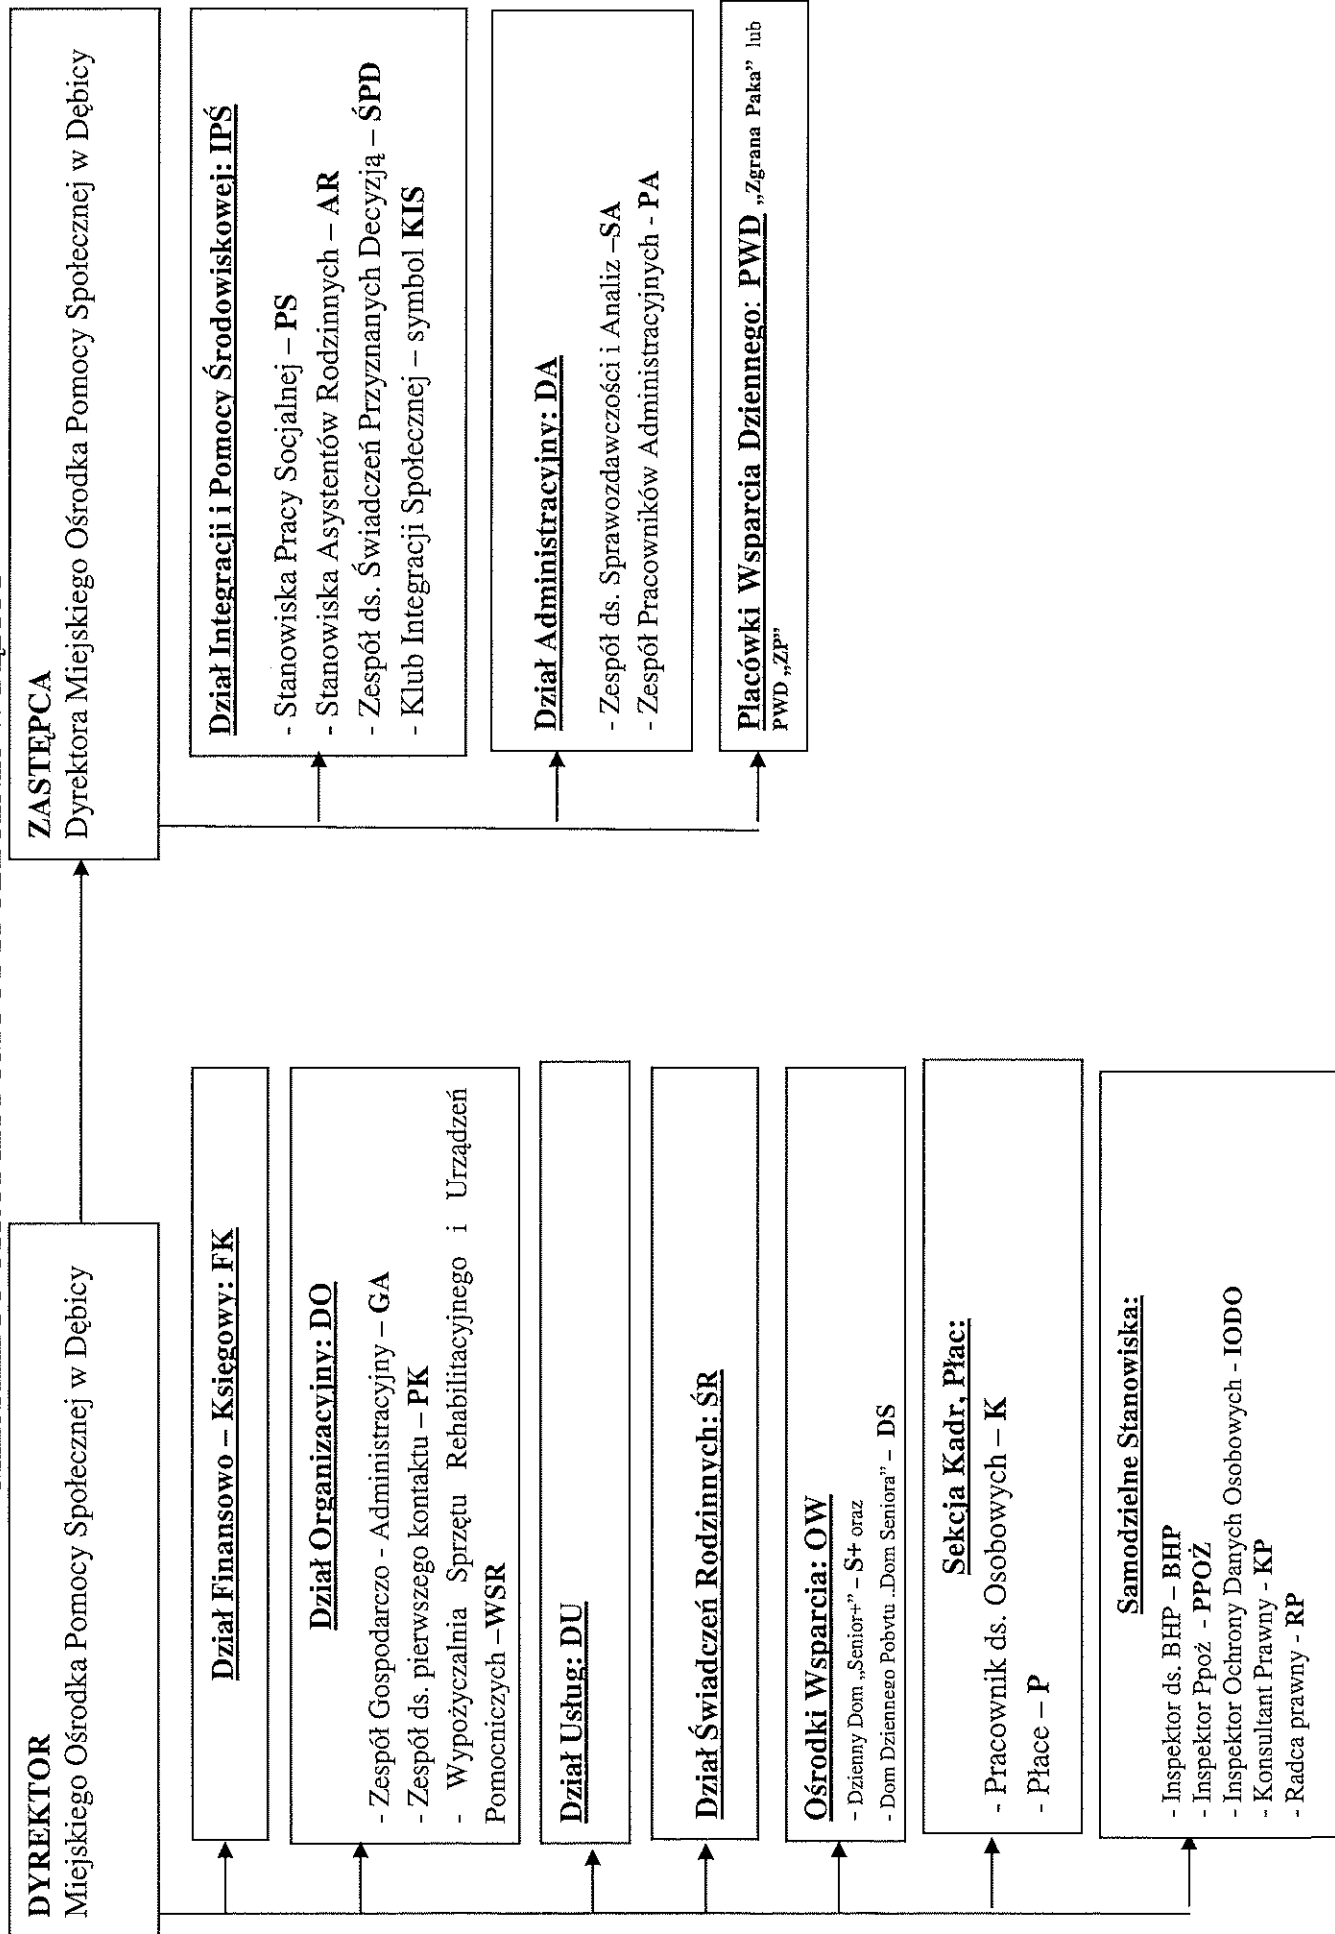 DYREKTOR
Miejskiego Ośrodka Pomocy Społecznej w Dębicy
Dział Finansowo – Księgowy: FK
Dział Organizacyjny: DO
- Zespół Gospodarczo - Administracyjny – GA
- Zespół ds. pierwszego kontaktu – PK
- Wypożyczalnia Sprzętu Rehabilitacyjnego i Urządzeń
Pomocniczych –WSR
Dział Usług: DU
Dział Świadczeń Rodzinnych: ŚR
Ośrodki Wsparcia: OW
- Dzienny Dom „Senior+” – S+ oraz
- Dom Dziennego Pobytu „Dom Seniora” – DS
Sekcja Kadr, Płac:
- Pracownik ds. Osobowych – K
- Płace – P
Samodzielne Stanowiska:
- Inspektor ds. BHP – BHP
- Inspektor Ppoż - PPOŻ
- Inspektor Ochrony Danych Osobowych - IODO
- Konsultant Prawny - KP
- Radca prawny - RP
ZASTĘPCA
Dyrektora Miejskiego Ośrodka Pomocy Społecznej w Dębicy
Dział Integracji i Pomocy Środowiskowej: IPŚ
- Stanowiska Pracy Socjalnej – PS
- Stanowiska Asystentów Rodzinnych – AR
- Zespół ds. Świadczeń Przyznanych Decyzją – ŚPD
- Klub Integracji Społecznej – symbol KIS
Dział Administracyjny: DA
- Zespół ds. Sprawozdawczości i Analiz –SA
- Zespół Pracowników Administracyjnych - PA
Placówki Wsparcia Dziennego: PWD „Zgrana Paka” lub
PWD „ZP”